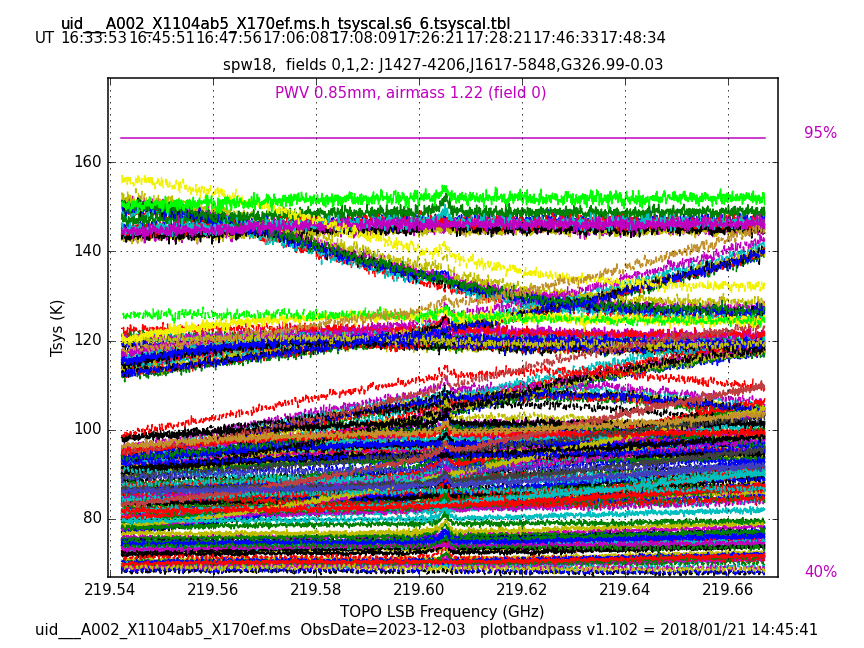 uid___A002_X1104ab5_X170ef.ms.h_tsyscal.s6_6.tsyscal.tbl
UT 16:33:53 16:45:51 16:47:56 17:06:08 17:08:09 17:26:21 17:28:21 17:46:33 17:48:34
spw18,  fields 0,1,2: J1427-4206,J1617-5848,G326.99-0.03
PWV 0.85mm, airmass 1.22 (field 0)
95%
160
140
120
100
80
Tsys (K)
40%
219.54 219.56 219.58 219.60 219.62 219.64 219.66
TOPO LSB Frequency (GHz)
uid___A002_X1104ab5_X170ef.ms  ObsDate=2023-12-03   plotbandpass v1.102 = 2018/01/21 14:45:41